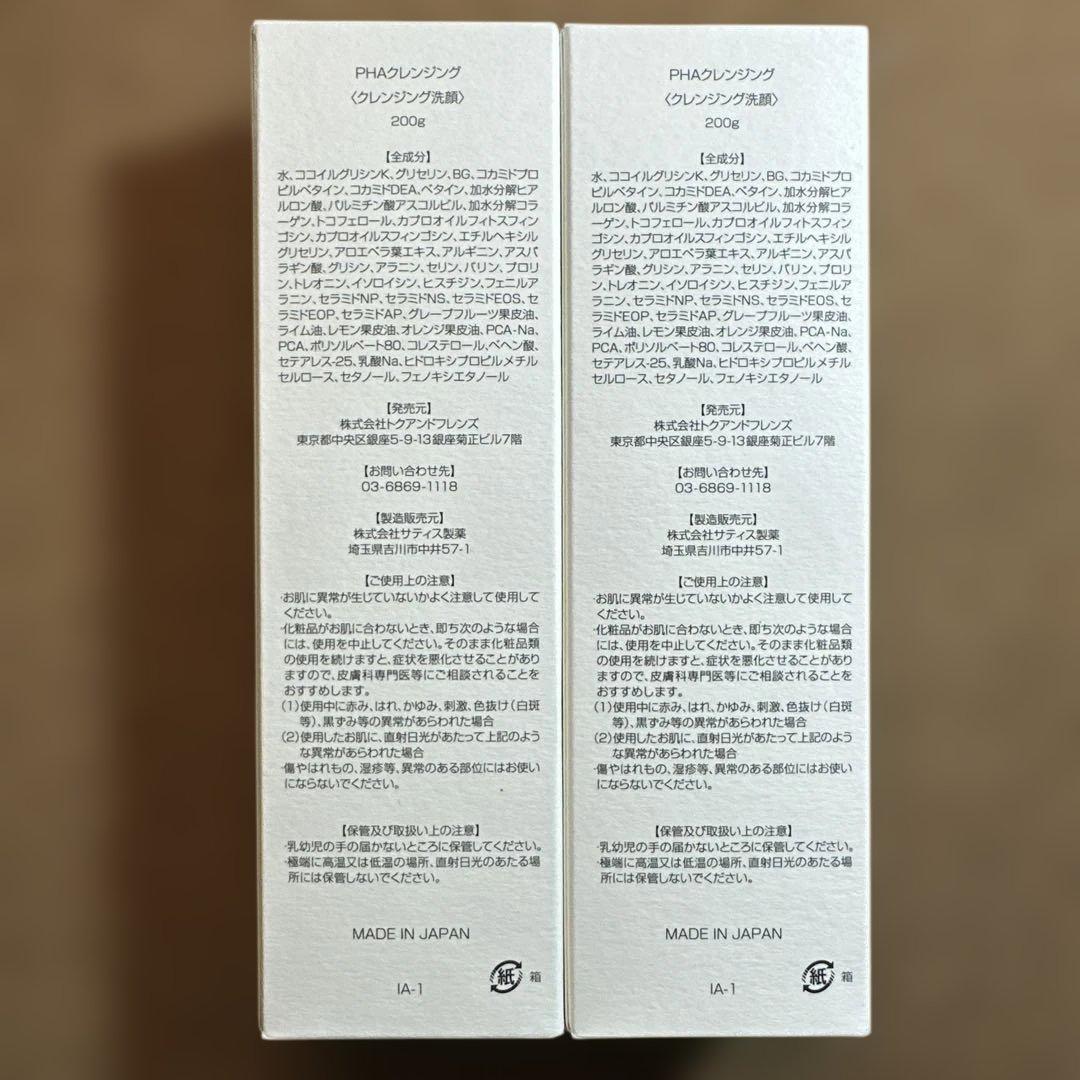 PHAクレンジング
〈クレンジング洗顔〉
200g
【全成分】
水、ココイルグリシンK、グリセリン、BG、コカミドプロ
ピルベタイン、コカミドDEA、ベタイン、加水分解ヒア
ルロン酸、パルミチン酸アスコルビル、加水分解コラ
ーゲン、トコフェロール、カプロオイルフィトスフィン
ゴシン、カプロオイルスフィンゴシン、エチルヘキシル
グリセリン、アロエベラ葉エキス、アルギニン、アスパ
ラギン酸、グリシン、アラニン、セリン、バリン、プロリ
ン、トレオニン、イソロイシン、ヒスチジン、フェニルア
ラニン、セラミドNP、セラミドNS、セラミドEOS、セ
ラミドEOP、セラミドAP、グレープフルーツ果皮油、
ライム油、レモン果皮油、オレンジ果皮油、PCA-Na、
PCA、ポリソルベート80、コレステロール、ベヘン酸、
セテアレス-25、乳酸Na、ヒドロキシプロピルメチル
セルロース、セタノール、フェノキシエタノール
【発売元】
株式会社トクアンドフレンズ
東京都中央区銀座5-9-13銀座菊正ビル7階
【お問い合わせ先】
03-6869-1118
【製造販売元】
株式会社サティス製薬
埼玉県吉川市中井57-1
【ご使用上の注意】
·お肌に異常が生じていないかよく注意して使用して
ください。
·化粧品がお肌に合わないとき、即ち次のような場合
には、使用を中止してください。そのまま化粧品類
の使用を続けますと、症状を悪化させることがあり
ますので、皮膚科専門医等にご相談されることを
おすすめします。
(1)使用中に赤み、はれ、かゆみ、刺激、色抜け(白斑
等)、黒ずみ等の異常があらわれた場合
(2)使用したお肌に、直射日光があたって上記のよう
な異常があらわれた場合
·傷やはれもの、湿疹等、異常のある部位にはお使い
にならないでください。
【保管及び取扱い上の注意】
·乳幼児の手の届かないところに保管してください。
·極端に高温又は低温の場所、直射日光のあたる場
所には保管しないでください。
MADE IN JAPAN
紙 箱
IA-1
PHAクレンジング
〈クレンジング洗顔〉
200g
【全成分】
水、ココイルグリシンK、グリセリン、BG、コカミドプロ
ピルベタイン、コカミドDEA、ベタイン、加水分解ヒア
ルロン酸、パルミチン酸アスコルビル、加水分解コラ
ーゲン、トコフェロール、カプロオイルフィトスフィン
ゴシン、カプロオイルスフィンゴシン、エチルヘキシル
グリセリン、アロエベラ葉エキス、アルギニン、アスパ
ラギン酸、グリシン、アラニン、セリン、バリン、プロリ
ン、トレオニン、イソロイシン、ヒスチジン、フェニルア
ラニン、セラミドNP、セラミドNS、セラミドEOS、セ
ラミドEOP、セラミドAP、グレープフルーツ果皮油、
ライム油、レモン果皮油、オレンジ果皮油、PCA-Na、
PCA、ポリソルベート80、コレステロール、ベヘン酸、
セテアレス-25、乳酸Na、ヒドロキシプロピルメチル
セルロース、セタノール、フェノキシエタノール
【発売元】
株式会社トクアンドフレンズ
東京都中央区銀座5-9-13銀座菊正ビル7階
【お問い合わせ先】
03-6869-1118
【製造販売元】
株式会社サティス製薬
埼玉県吉川市中井57-1
【ご使用上の注意】
·お肌に異常が生じていないかよく注意して使用して
ください。
·化粧品がお肌に合わないとき、即ち次のような場合
には、使用を中止してください。そのまま化粧品類
の使用を続けますと、症状を悪化させることがあり
ますので、皮膚科専門医等にご相談されることを
おすすめします。
(1)使用中に赤み、はれ、かゆみ、刺激、色抜け(白斑
等)、黒ずみ等の異常があらわれた場合
(2)使用したお肌に、直射日光があたって上記のよう
な異常があらわれた場合
·傷やはれもの、湿疹等、異常のある部位にはお使い
にならないでください。
【保管及び取扱い上の注意】
·乳幼児の手の届かないところに保管してください。
·極端に高温又は低温の場所、直射日光のあたる場
所には保管しないでください。
MADE IN JAPAN
紙 箱
IA-1